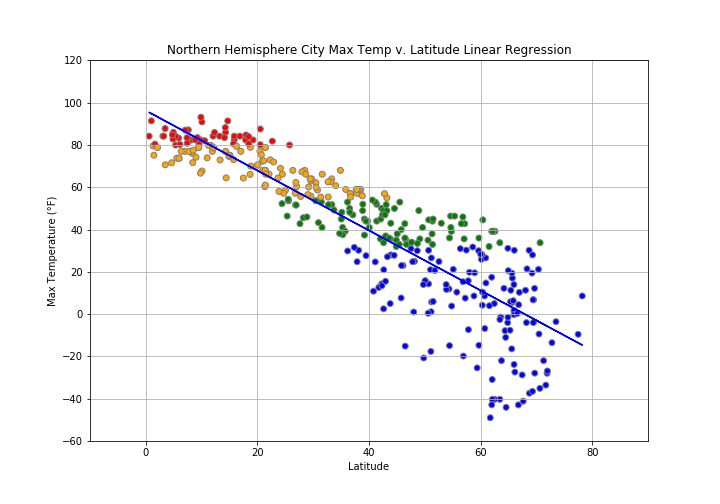 Northern Hemisphere City Max Temp v. Latitude Linear Regression
120
100
80
60
40
20
0
−20
−40
−60
Max Temperature (°F)
0 20 40 60 80
Latitude